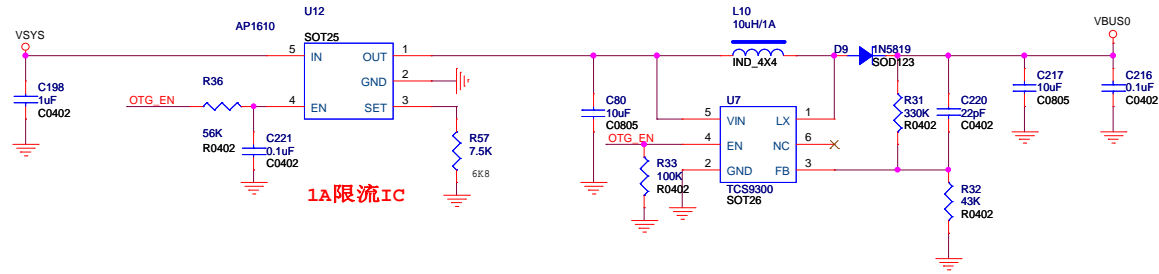 U12
AP1610
SOT25
VSYS
5
IN
OUT
1
GND
2
SET
3
EN
4
C198
1uF
C0402
OTG_EN
R36
56K
R0402
C221
0.1uF
C0402
R57
7.5K
6K8
1A限流IC
L10
10uH/1A
IND_4X4
C80
10uF
C0805
OTG_EN
R33
100K
R0402
U7
5
VIN
LX
1
4
EN
NC
6
2
GND
FB
3
TCS9300
SOT26
D9
1N5819
SOD123
R31
330K
R0402
C220
22pF
C0402
R32
43K
R0402
C217
10uF
C0805
VBUS0
C216
0.1uF
C0402